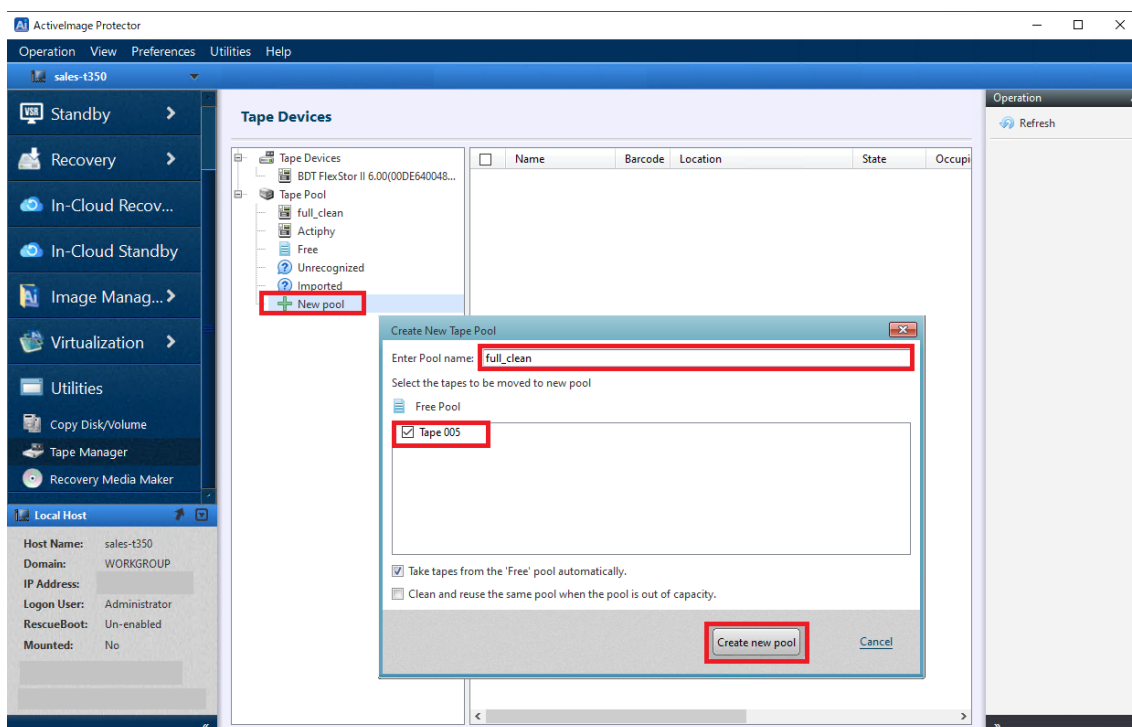 Ai ActiveImage Protector
Operation View Preferences Utilities Help
sales-t350
VSR Standby
Recovery
In-Cloud Recov...
In-Cloud Standby
Ai Image Manag...
Virtualization
Utilities
Copy Disk/Volume
Tape Manager
Recovery Media Maker
Local Host
Host Name: sales-t350
Domain: WORKGROUP
IP Address:
Logon User: Administrator
RescueBoot: Un-enabled
Mounted: No
Tape Devices
Tape Devices
BDT FlexStor II 6.00(00DE640048...
Tape Pool
full_clean
Actiphy
Free
Unrecognized
Imported
New pool
Name Barcode Location State Occupi
Create New Tape Pool
Enter Pool name: full_clean
Select the tapes to be moved to new pool
Free Pool
Tape 005
Take tapes from the 'Free' pool automatically.
Clean and reuse the same pool when the pool is out of capacity.
Create new pool Cancel
Operation
Refresh